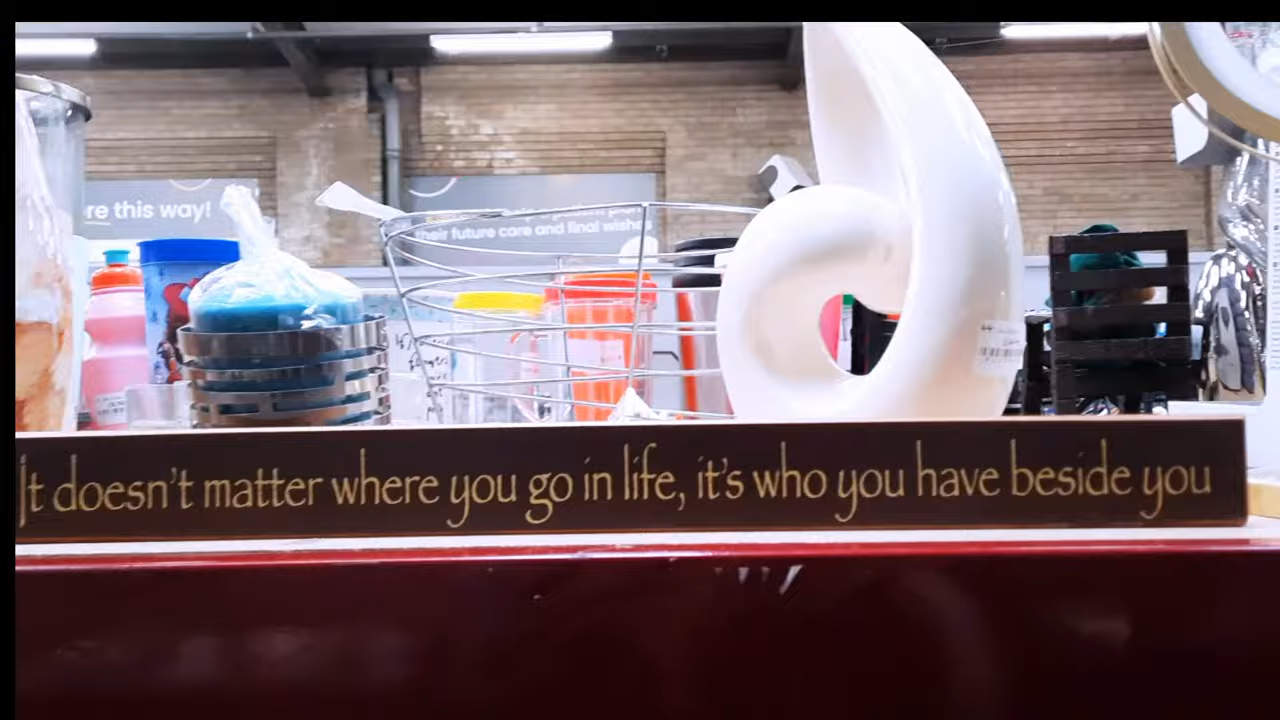 re this way!
their future care and final wishes
It doesn't matter where you go in life, it's who you have beside you